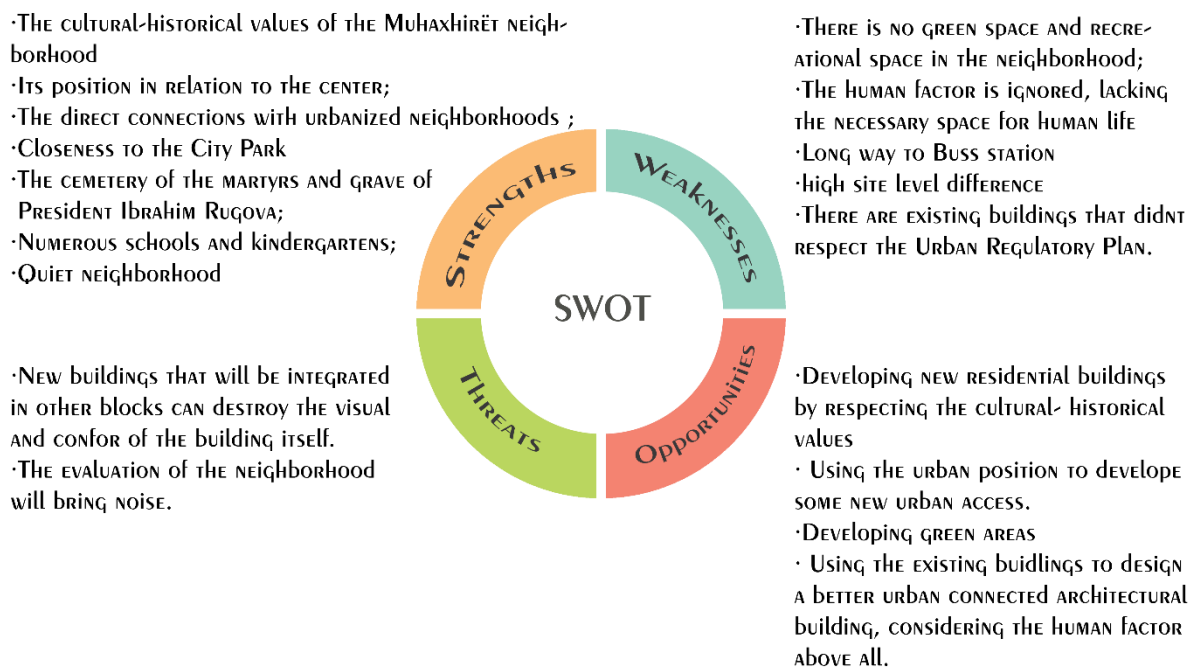 ·The cultural-historical values of the Muhaxhirët neigh-
borhood
·Its position in relation to the center;
·The direct connections with urbanized neighborhoods ;
·Closeness to the City Park
·The cemetery of the martyrs and grave of
President Ibrahim Rugova;
·Numerous schools and kindergartens;
·Quiet neighborhood
·There is no green space and recre-
ational space in the neighborhood;
·The human factor is ignored, lacking
the necessary space for human life
·Long way to Buss station
·high site level difference
·There are existing buildings that didnt
respect the Urban Regulatory Plan.
Strengths
Weaknesses
SWOT
Threats
Opportunities
·New buildings that will be integrated
in other blocks can destroy the visual
and confor of the building itself.
·The evaluation of the neighborhood
will bring noise.
·Developing new residential buildings
by respecting the cultural- historical
values
· Using the urban position to develope
some new urban access.
·Developing green areas
· Using the existing buidlings to design
a better urban connected architectural
building, considering the human factor
above all.